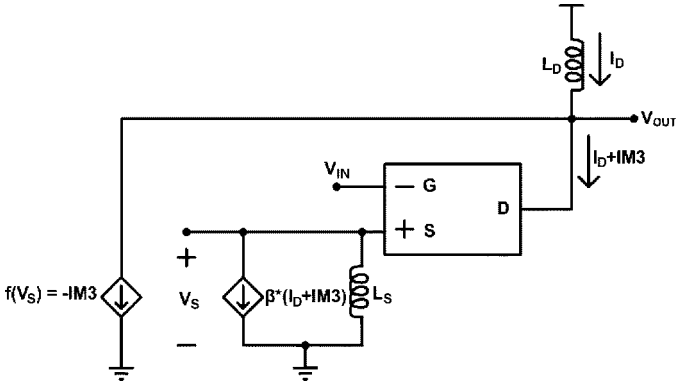 L_D
I_D
V_OUT
I_D+IM3
V_IN
− G
D
+ S
+
f(V_S) = -IM3
V_S
β*(I_D+IM3)
L_S
−